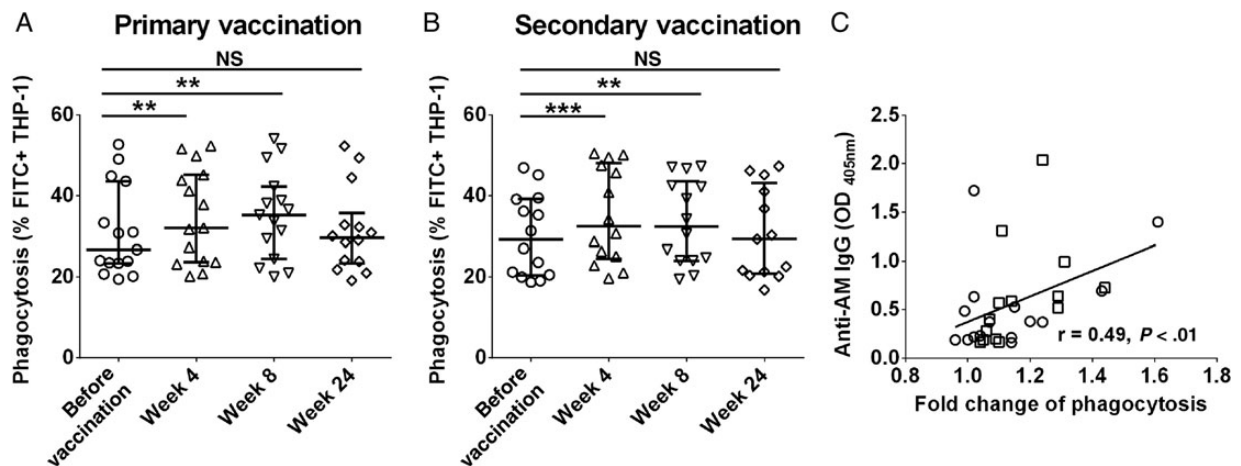 A
Primary vaccination
NS
**
**
Phagocytosis (% FITC+ THP-1)
60
40
20
0
Before
vaccination
Week 4
Week 8
Week 24
B
Secondary vaccination
NS
**
***
Phagocytosis (% FITC+ THP-1)
60
40
20
0
Before
vaccination
Week 4
Week 8
Week 24
C
Anti-AM IgG (OD 405nm)
2.5
2.0
1.5
1.0
0.5
0.0
r = 0.49, P < .01
0.8
1.0
1.2
1.4
1.6
1.8
Fold change of phagocytosis